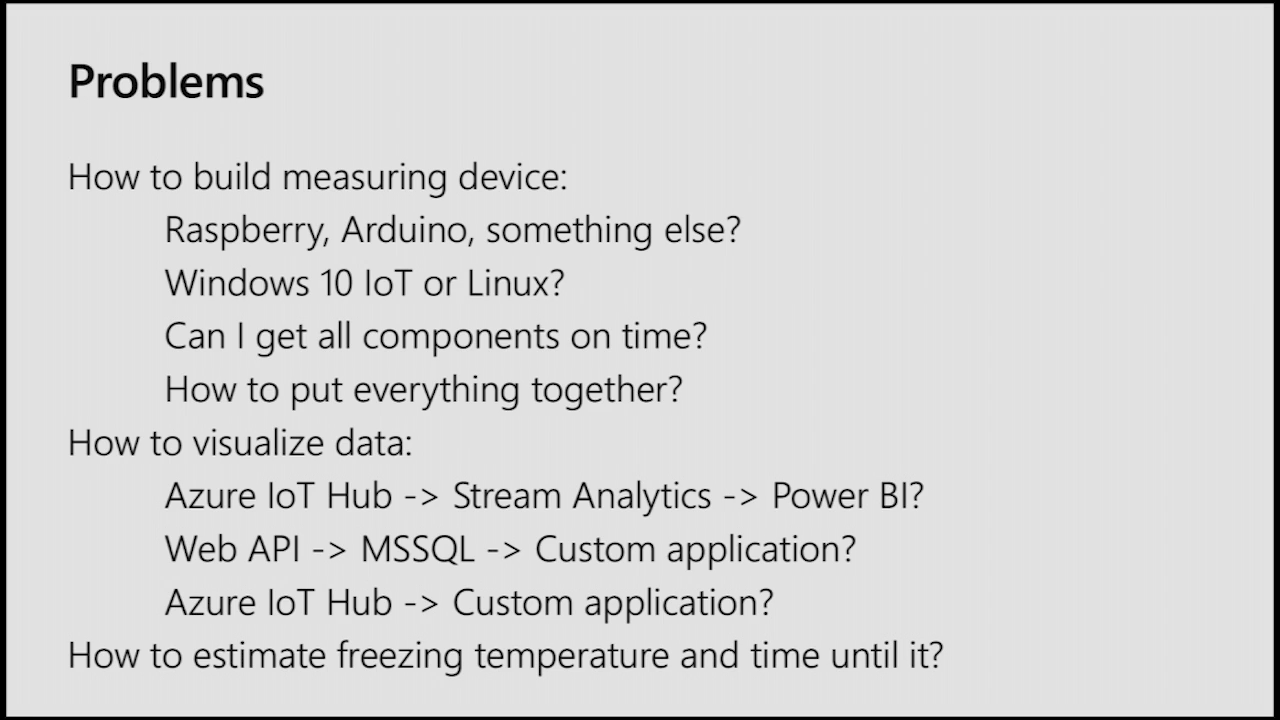 Problems
How to build measuring device:
Raspberry, Arduino, something else?
Windows 10 IoT or Linux?
Can I get all components on time?
How to put everything together?
How to visualize data:
Azure IoT Hub -> Stream Analytics -> Power BI?
Web API -> MSSQL -> Custom application?
Azure IoT Hub -> Custom application?
How to estimate freezing temperature and time until it?